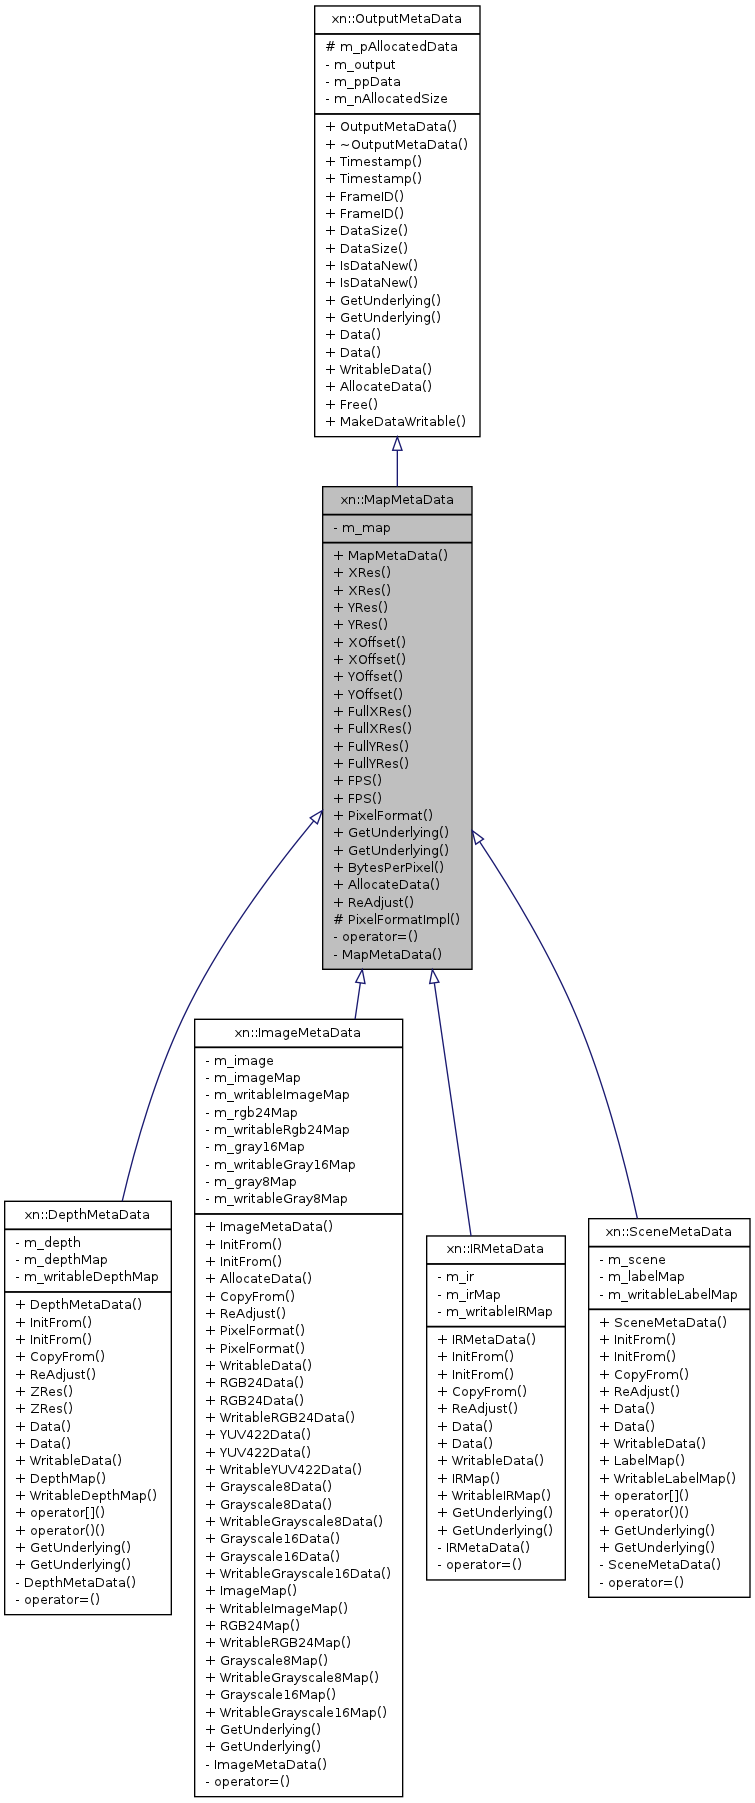 xn::OutputMetaData
# m_pAllocatedData
- m_output
- m_ppData
- m_nAllocatedSize
+ OutputMetaData()
+ ~OutputMetaData()
+ Timestamp()
+ Timestamp()
+ FrameID()
+ FrameID()
+ DataSize()
+ DataSize()
+ IsDataNew()
+ IsDataNew()
+ GetUnderlying()
+ GetUnderlying()
+ Data()
+ Data()
+ WritableData()
+ AllocateData()
+ Free()
+ MakeDataWritable()
xn::MapMetaData
- m_map
+ MapMetaData()
+ XRes()
+ XRes()
+ YRes()
+ YRes()
+ XOffset()
+ XOffset()
+ YOffset()
+ YOffset()
+ FullXRes()
+ FullXRes()
+ FullYRes()
+ FullYRes()
+ FPS()
+ FPS()
+ PixelFormat()
+ GetUnderlying()
+ GetUnderlying()
+ BytesPerPixel()
+ AllocateData()
+ ReAdjust()
# PixelFormatImpl()
- operator=()
- MapMetaData()
xn::DepthMetaData
- m_depth
- m_depthMap
- m_writableDepthMap
+ DepthMetaData()
+ InitFrom()
+ InitFrom()
+ CopyFrom()
+ ReAdjust()
+ ZRes()
+ ZRes()
+ Data()
+ Data()
+ WritableData()
+ DepthMap()
+ WritableDepthMap()
+ operator[]()
+ operator()()
+ GetUnderlying()
+ GetUnderlying()
- DepthMetaData()
- operator=()
xn::ImageMetaData
- m_image
- m_imageMap
- m_writableImageMap
- m_rgb24Map
- m_writableRgb24Map
- m_gray16Map
- m_writableGray16Map
- m_gray8Map
- m_writableGray8Map
+ ImageMetaData()
+ InitFrom()
+ InitFrom()
+ AllocateData()
+ CopyFrom()
+ ReAdjust()
+ PixelFormat()
+ PixelFormat()
+ WritableData()
+ RGB24Data()
+ RGB24Data()
+ WritableRGB24Data()
+ YUV422Data()
+ YUV422Data()
+ WritableYUV422Data()
+ Grayscale8Data()
+ Grayscale8Data()
+ WritableGrayscale8Data()
+ Grayscale16Data()
+ Grayscale16Data()
+ WritableGrayscale16Data()
+ ImageMap()
+ WritableImageMap()
+ RGB24Map()
+ WritableRGB24Map()
+ Grayscale8Map()
+ WritableGrayscale8Map()
+ Grayscale16Map()
+ WritableGrayscale16Map()
+ GetUnderlying()
+ GetUnderlying()
- ImageMetaData()
- operator=()
xn::IRMetaData
- m_ir
- m_irMap
- m_writableIRMap
+ IRMetaData()
+ InitFrom()
+ InitFrom()
+ CopyFrom()
+ ReAdjust()
+ Data()
+ Data()
+ WritableData()
+ IRMap()
+ WritableIRMap()
+ GetUnderlying()
+ GetUnderlying()
- IRMetaData()
- operator=()
xn::SceneMetaData
- m_scene
- m_labelMap
- m_writableLabelMap
+ SceneMetaData()
+ InitFrom()
+ InitFrom()
+ CopyFrom()
+ ReAdjust()
+ Data()
+ Data()
+ WritableData()
+ LabelMap()
+ WritableLabelMap()
+ operator[]()
+ operator()()
+ GetUnderlying()
+ GetUnderlying()
- SceneMetaData()
- operator=()